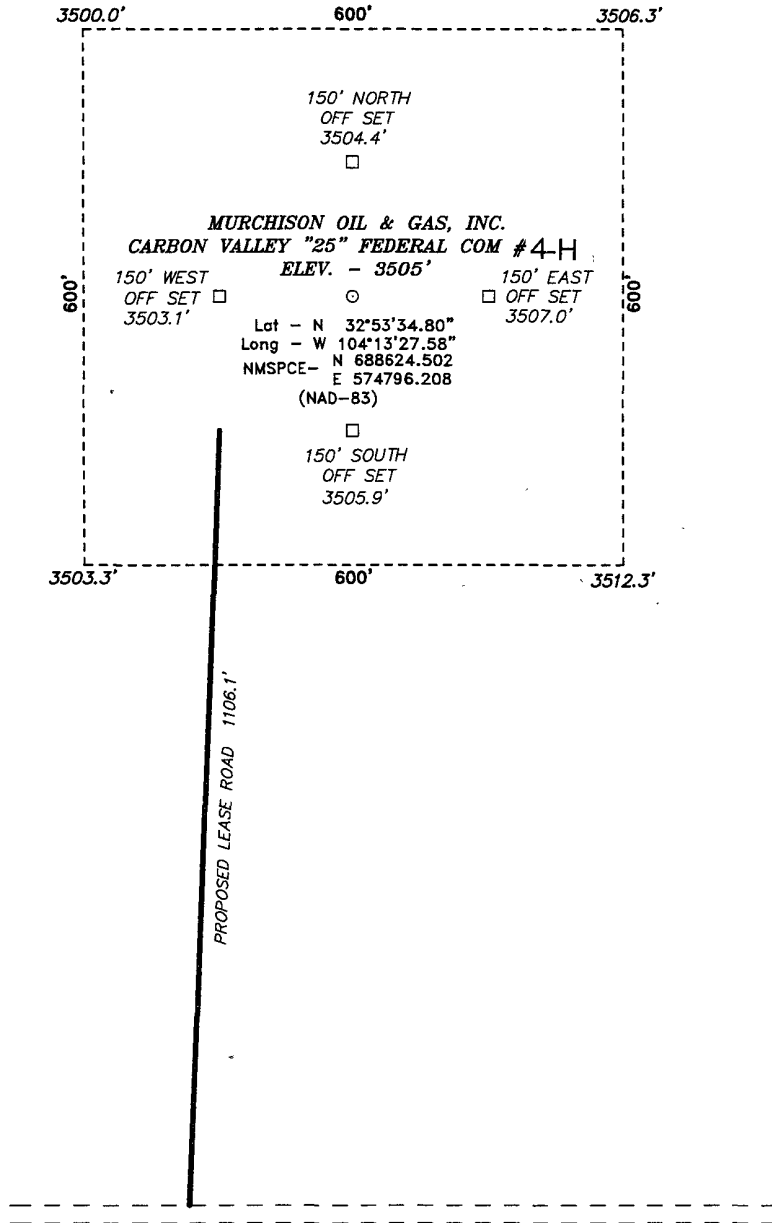 3500.0' 600' 3506.3'
150' NORTH
OFF SET
3504.4'
MURCHISON OIL & GAS, INC.
CARBON VALLEY "25" FEDERAL COM #4-H
ELEV. - 3505'
150' WEST
OFF SET
3503.1'
150' EAST
OFF SET
3507.0'
600'
600'
Lat - N 32°53'34.80"
Long - W 104°13'27.58"
NMSPCE- N 688624.502
E 574796.208
(NAD-83)
150' SOUTH
OFF SET
3505.9'
3503.3' 600' 3512.3'
PROPOSED LEASE ROAD 1106.1'